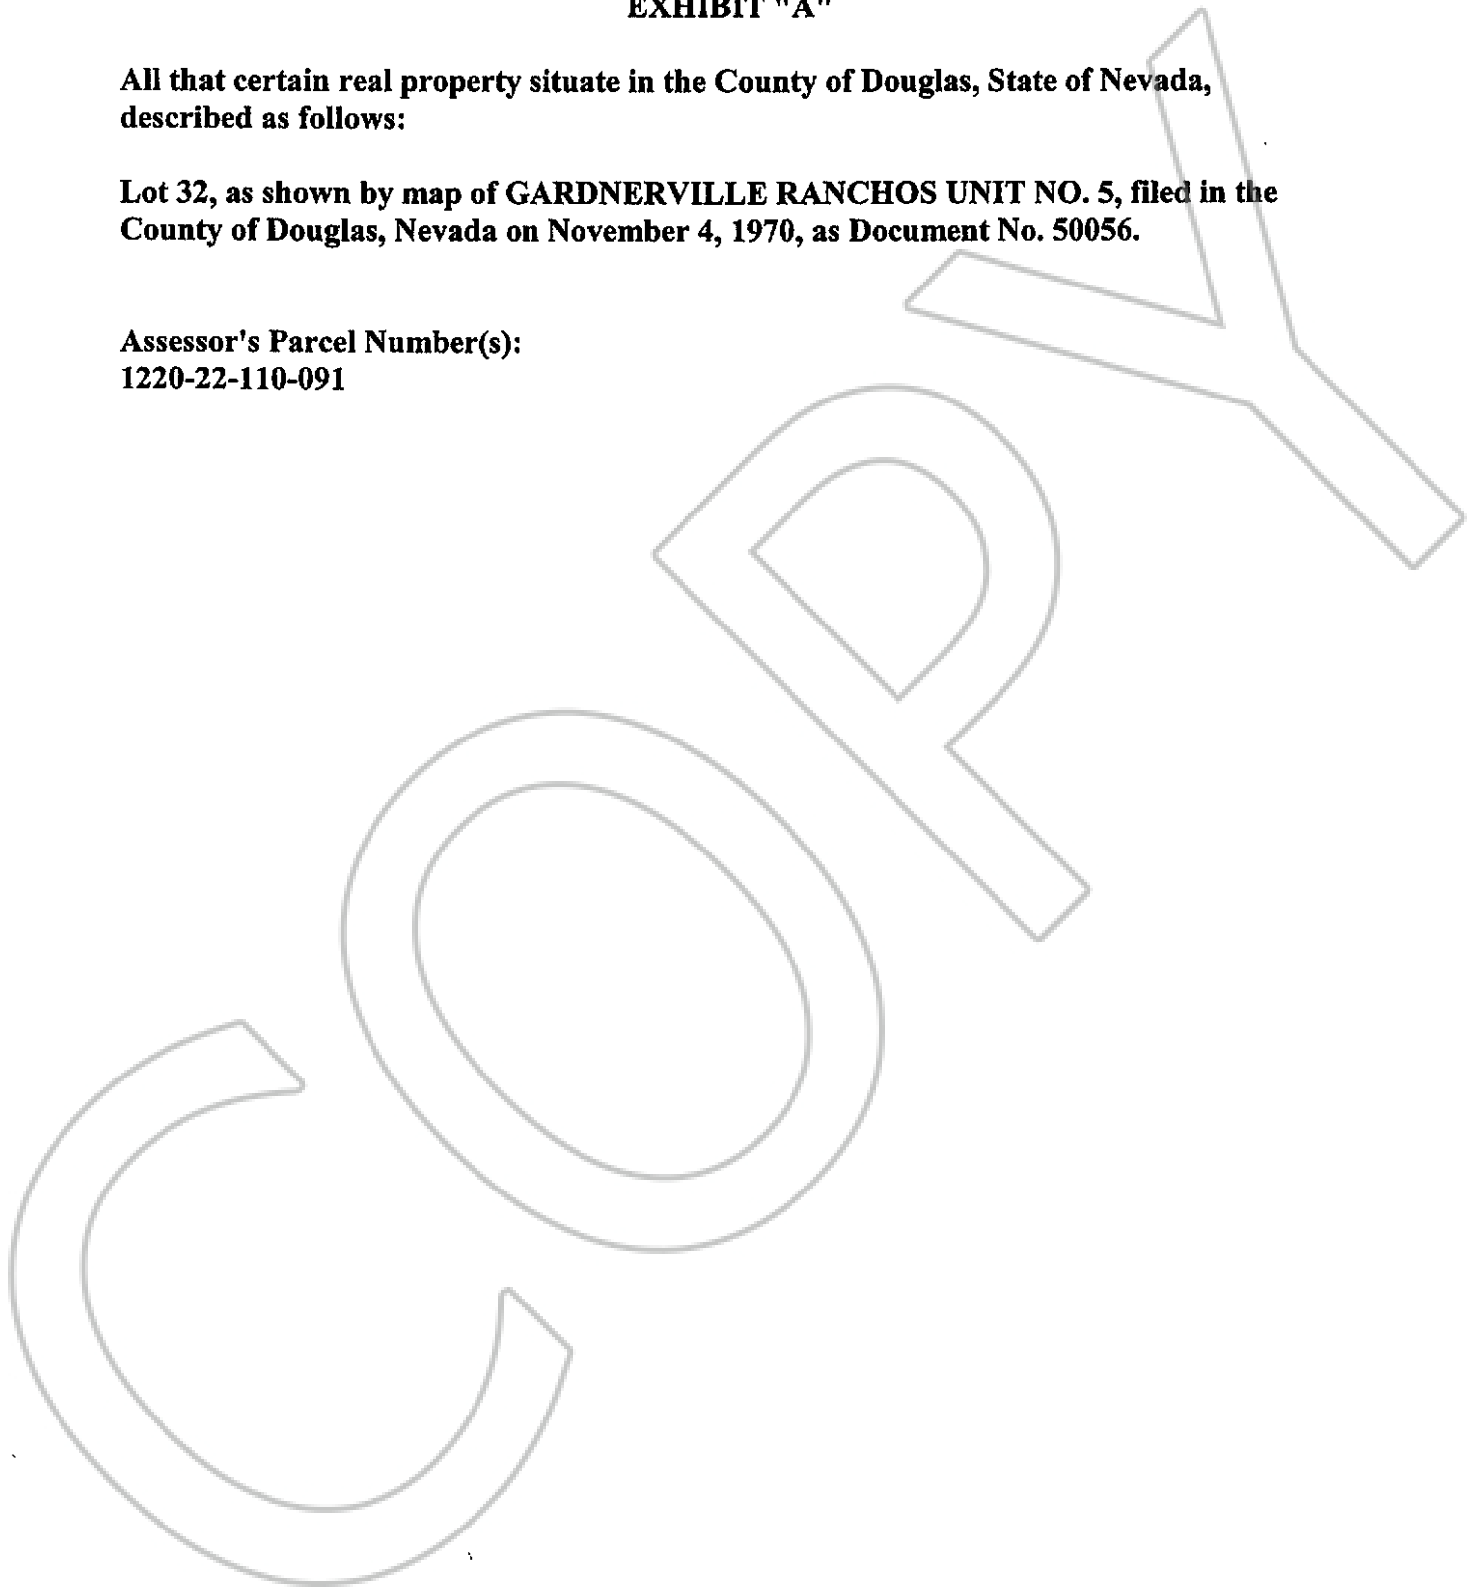 EXHIBIT "A"
All that certain real property situate in the County of Douglas, State of Nevada,
described as follows:
Lot 32, as shown by map of GARDNERVILLE RANCHOS UNIT NO. 5, filed in the
County of Douglas, Nevada on November 4, 1970, as Document No. 50056.
Assessor's Parcel Number(s):
1220-22-110-091
COPY